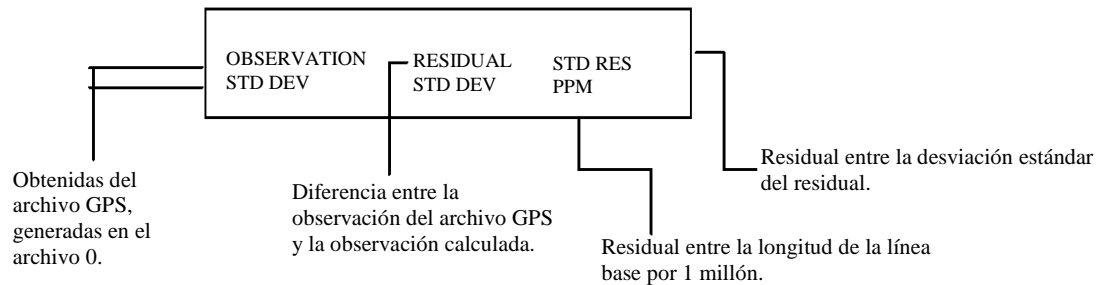 OBSERVATION
STD DEV
RESIDUAL
STD DEV
STD RES
PPM
Obtenidas del
archivo GPS,
generadas en el
archivo 0.
Diferencia entre la
observación del archivo GPS
y la observación calculada.
Residual entre la longitud de la línea
base por 1 millón.
Residual entre la desviación estándar
del residual.